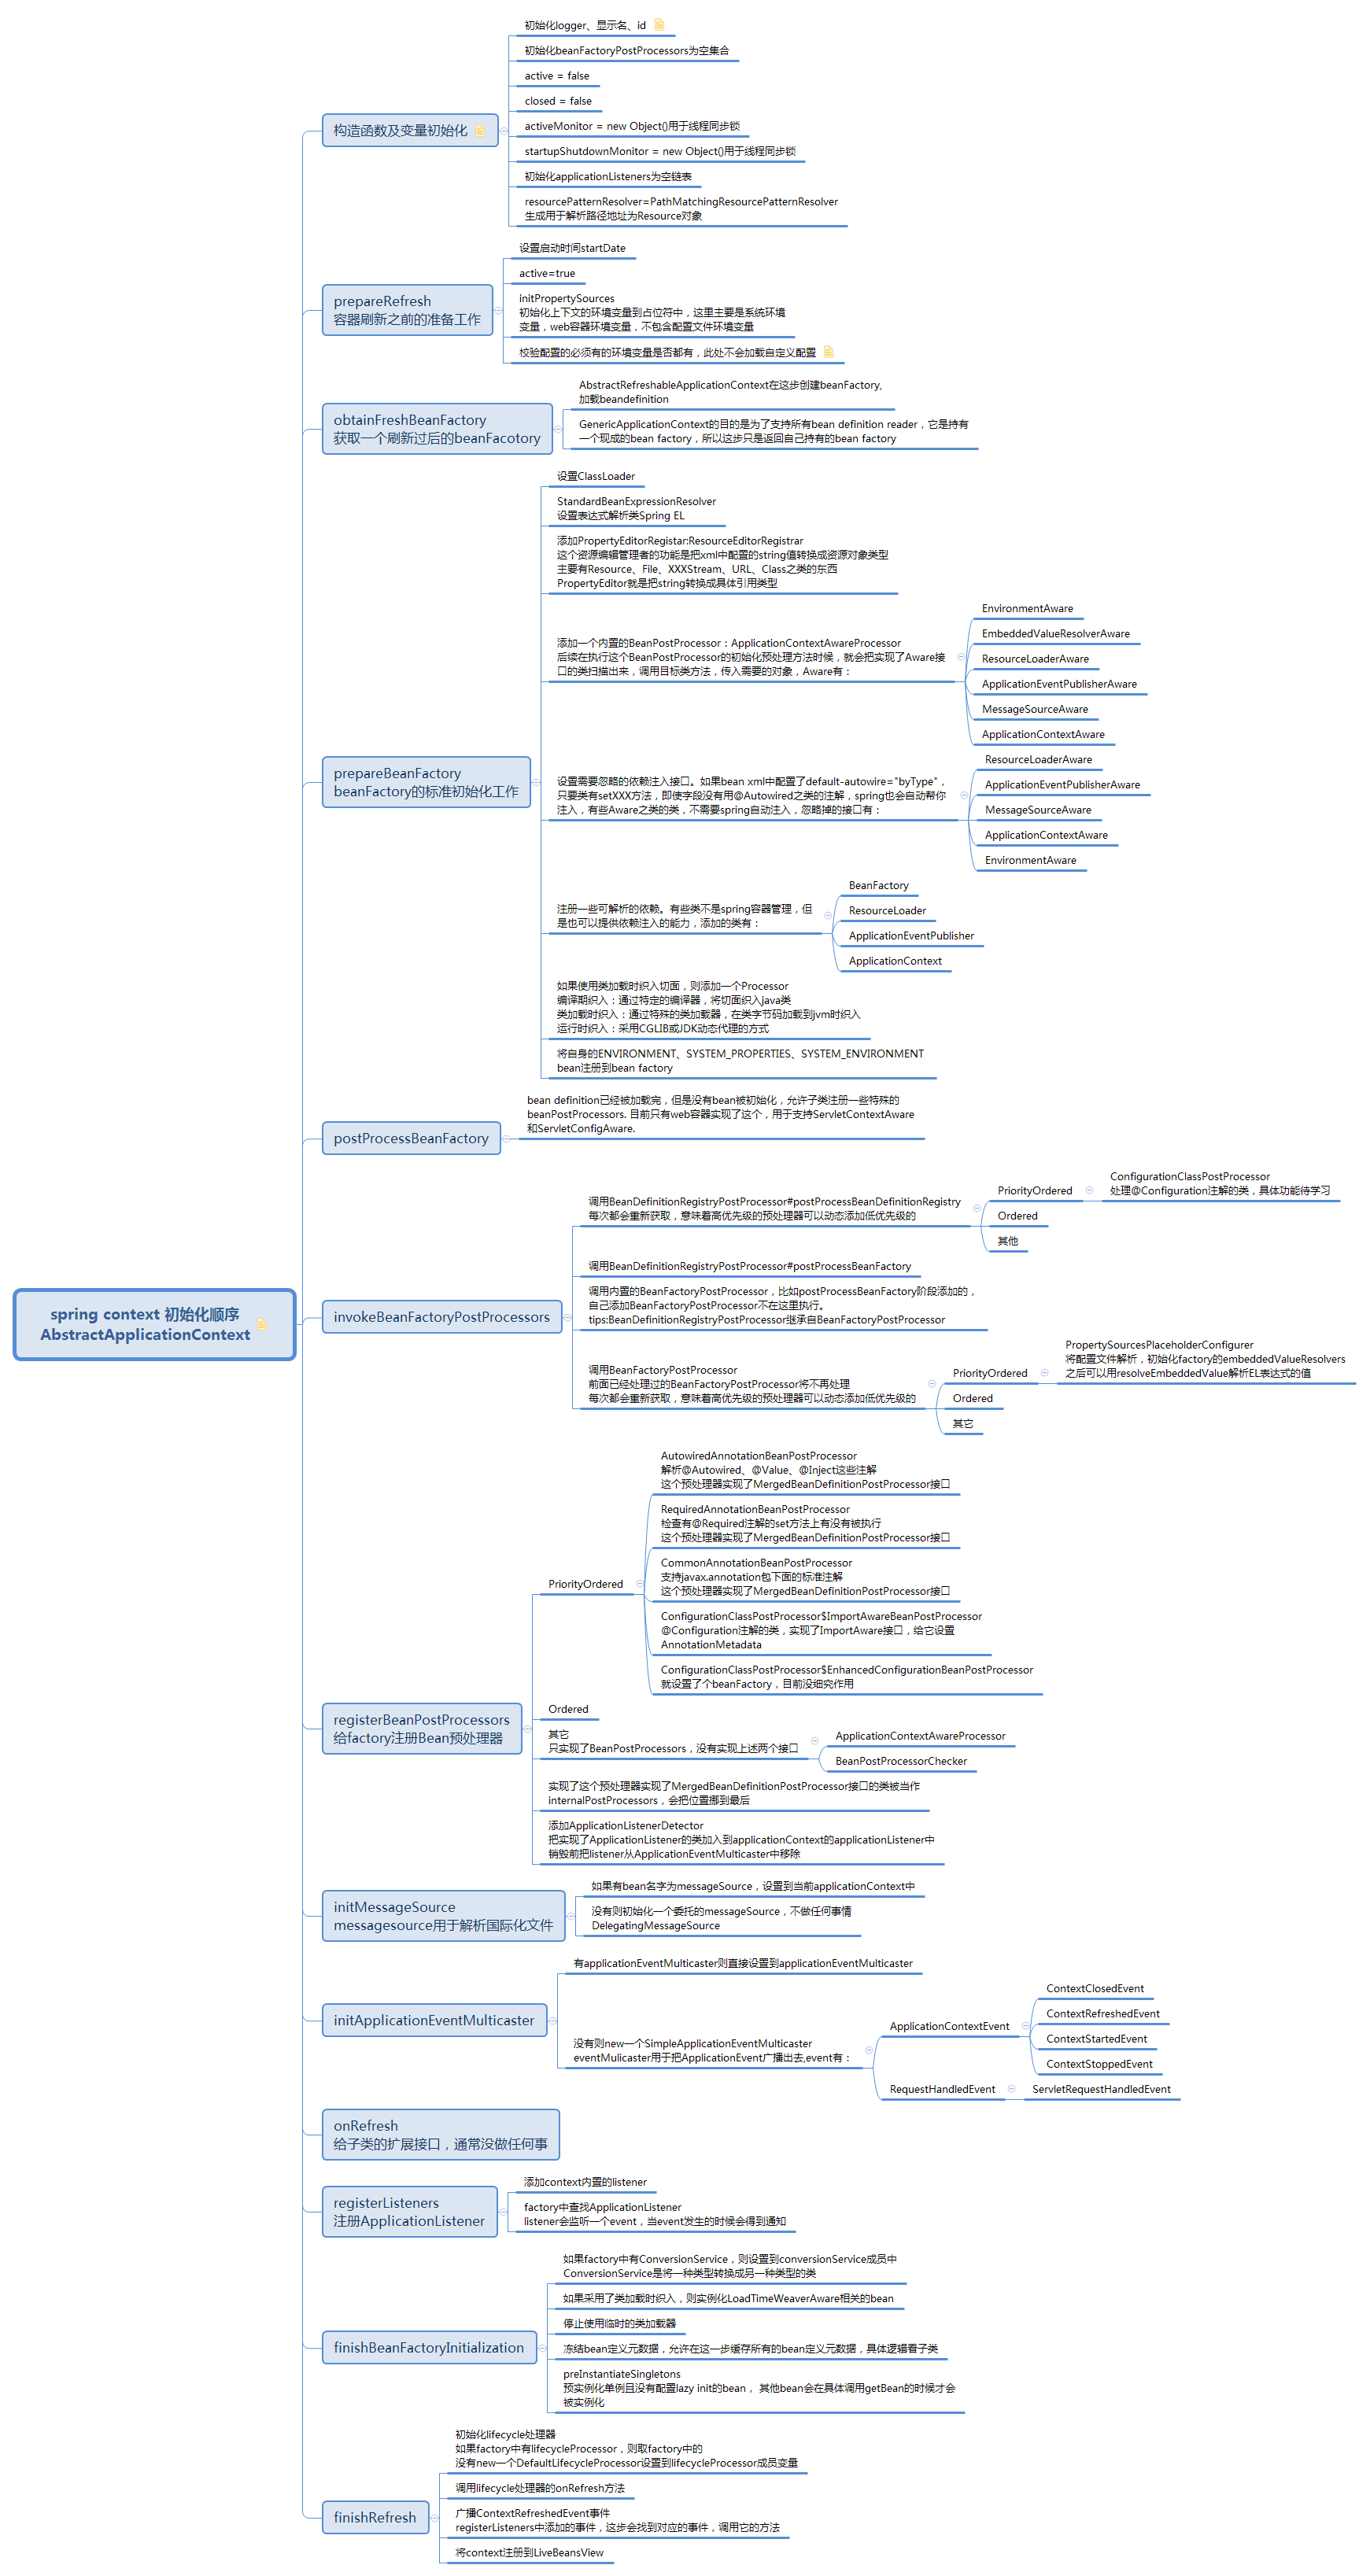 spring context 初始化顺序
AbstractApplicationContext
构造函数及变量初始化
初始化logger、显示名、id
初始化beanFactoryPostProcessors为空集合
active = false
closed = false
activeMonitor = new Object()用于线程同步锁
startupShutdownMonitor = new Object()用于线程同步锁
初始化applicationListeners为空链表
resourcePatternResolver=PathMatchingResourcePatternResolver
生成用于解析路径地址为Resource对象
prepareRefresh
容器刷新之前的准备工作
设置启动时间startDate
active=true
initPropertySources
初始化上下文的环境变量到占位符中，这里主要是系统环境
变量，web容器环境变量，不包含配置文件环境变量
校验配置的必须有的环境变量是否都有，此处不会加载自定义配置
obtainFreshBeanFactory
获取一个刷新过后的beanFacotory
AbstractRefreshableApplicationContext在这步创建beanFactory,
加载beandefinition
GenericApplicationContext的目的是为了支持所有bean definition reader，它是持有
一个现成的bean factory，所以这步只是返回自己持有的bean factory
prepareBeanFactory
beanFactory的标准初始化工作
设置ClassLoader
StandardBeanExpressionResolver
设置表达式解析类Spring EL
添加PropertyEditorRegistar:ResourceEditorRegistrar
这个资源编辑管理者的功能是把xml中配置的string值转换成资源对象类型
主要有Resource、File、XXXStream、URL、Class之类的东西
PropertyEditor就是把string转换成具体引用类型
添加一个内置的BeanPostProcessor：ApplicationContextAwareProcessor
后续在执行这个BeanPostProcessor的初始化预处理方法时候，就会把实现了Aware接
口的类扫描出来，调用目标类方法，传入需要的对象，Aware有：
EnvironmentAware
EmbeddedValueResolverAware
ResourceLoaderAware
ApplicationEventPublisherAware
MessageSourceAware
ApplicationContextAware
设置需要忽略的依赖注入接口。如果bean xml中配置了default-autowire="byType"，
只要类有setXXX方法，即使字段没有用@Autowired之类的注解，spring也会自动帮你
注入，有些Aware之类的类，不需要spring自动注入，忽略掉的接口有：
ResourceLoaderAware
ApplicationEventPublisherAware
MessageSourceAware
ApplicationContextAware
EnvironmentAware
注册一些可解析的依赖。有些类不是spring容器管理，但
是也可以提供依赖注入的能力，添加的类有：
BeanFactory
ResourceLoader
ApplicationEventPublisher
ApplicationContext
如果使用类加载时织入切面，则添加一个Processor
编译期织入：通过特定的编译器，将切面织入java类
类加载时织入：通过特殊的类加载器，在类字节码加载到jvm时织入
运行时织入：采用CGLIB或JDK动态代理的方式
将自身的ENVIRONMENT、SYSTEM_PROPERTIES、SYSTEM_ENVIRONMENT
bean注册到bean factory
postProcessBeanFactory
bean definition已经被加载完，但是没有bean被初始化，允许子类注册一些特殊的
beanPostProcessors. 目前只有web容器实现了这个，用于支持ServletContextAware
和ServletConfigAware.
invokeBeanFactoryPostProcessors
调用BeanDefinitionRegistryPostProcessor#postProcessBeanDefinitionRegistry
每次都会重新获取，意味着高优先级的预处理器可以动态添加低优先级的
PriorityOrdered
ConfigurationClassPostProcessor
处理@Configuration注解的类，具体功能待学习
Ordered
其他
调用BeanDefinitionRegistryPostProcessor#postProcessBeanFactory
调用内置的BeanFactoryPostProcessor，比如postProcessBeanFactory阶段添加的，
自己添加BeanFactoryPostProcessor不在这里执行。
tips:BeanDefinitionRegistryPostProcessor继承自BeanFactoryPostProcessor
调用BeanFactoryPostProcessor
前面已经处理过的BeanFactoryPostProcessor将不再处理
每次都会重新获取，意味着高优先级的预处理器可以动态添加低优先级的
PriorityOrdered
PropertySourcesPlaceholderConfigurer
将配置文件解析，初始化factory的embeddedValueResolvers
之后可以用resolveEmbeddedValue解析EL表达式的值
Ordered
其它
registerBeanPostProcessors
给factory注册Bean预处理器
PriorityOrdered
AutowiredAnnotationBeanPostProcessor
解析@Autowired、@Value、@Inject这些注解
这个预处理器实现了MergedBeanDefinitionPostProcessor接口
RequiredAnnotationBeanPostProcessor
检查有@Required注解的set方法上有没有被执行
这个预处理器实现了MergedBeanDefinitionPostProcessor接口
CommonAnnotationBeanPostProcessor
支持javax.annotation包下面的标准注解
这个预处理器实现了MergedBeanDefinitionPostProcessor接口
ConfigurationClassPostProcessor$ImportAwareBeanPostProcessor
@Configuration注解的类，实现了ImportAware接口，给它设置
AnnotationMetadata
ConfigurationClassPostProcessor$EnhancedConfigurationBeanPostProcessor
就设置了个beanFactory，目前没细究作用
Ordered
其它
只实现了BeanPostProcessors，没有实现上述两个接口
ApplicationContextAwareProcessor
BeanPostProcessorChecker
实现了这个预处理器实现了MergedBeanDefinitionPostProcessor接口的类被当作
internalPostProcessors，会把位置挪到最后
添加ApplicationListenerDetector
把实现了ApplicationListener的类加入到applicationContext的applicationListener中
销毁前把listener从ApplicationEventMulticaster中移除
initMessageSource
messagesource用于解析国际化文件
如果有bean名字为messageSource，设置到当前applicationContext中
没有则初始化一个委托的messageSource，不做任何事情
DelegatingMessageSource
initApplicationEventMulticaster
有applicationEventMulticaster则直接设置到applicationEventMulticaster
没有则new一个SimpleApplicationEventMulticaster
eventMulicaster用于把ApplicationEvent广播出去,event有：
ApplicationContextEvent
ContextClosedEvent
ContextRefreshedEvent
ContextStartedEvent
ContextStoppedEvent
RequestHandledEvent
ServletRequestHandledEvent
onRefresh
给子类的扩展接口，通常没做任何事
registerListeners
注册ApplicationListener
添加context内置的listener
factory中查找ApplicationListener
listener会监听一个event，当event发生的时候会得到通知
finishBeanFactoryInitialization
如果factory中有ConversionService，则设置到conversionService成员中
ConversionService是将一种类型转换成另一种类型的类
如果采用了类加载时织入，则实例化LoadTimeWeaverAware相关的bean
停止使用临时的类加载器
冻结bean定义元数据，允许在这一步缓存所有的bean定义元数据，具体逻辑看子类
preInstantiateSingletons
预实例化单例且没有配置lazy init的bean， 其他bean会在具体调用getBean的时候才会
被实例化
finishRefresh
初始化lifecycle处理器
如果factory中有lifecycleProcessor，则取factory中的
没有new一个DefaultLifecycleProcessor设置到lifecycleProcessor成员变量
调用lifecycle处理器的onRefresh方法
广播ContextRefreshedEvent事件
registerListeners中添加的事件，这步会找到对应的事件，调用它的方法
将context注册到LiveBeansView